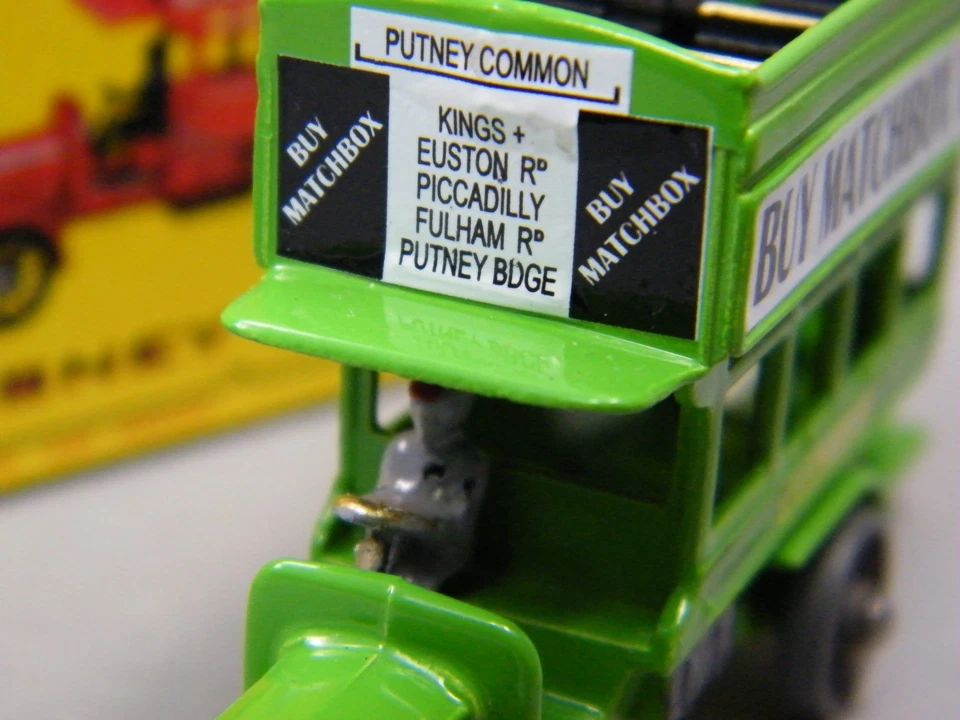 PUTNEY COMMON
BUY
MATCHBOX
KINGS +
EUSTON Rᴰ
PICCADILLY
FULHAM Rᴰ
PUTNEY BDGE
BUY
MATCHBOX
BUY MATCHBOX